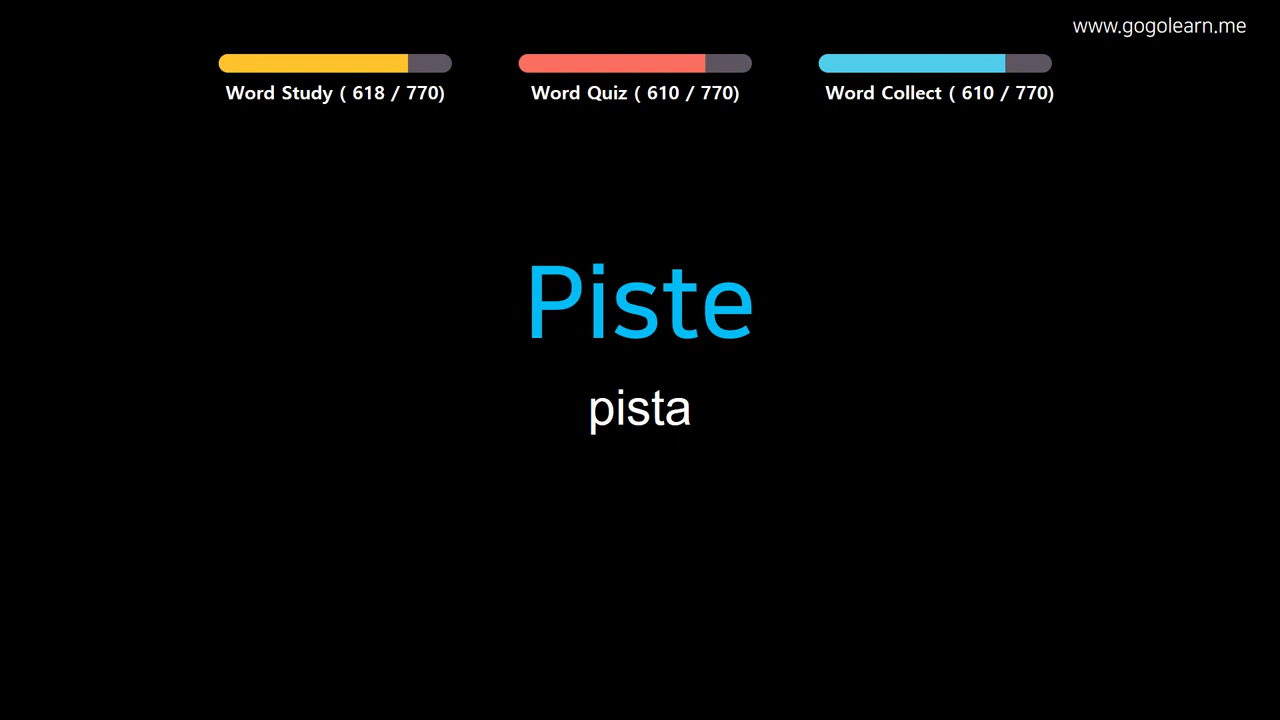 www.gogolearn.me
Word Study ( 618 / 770)
Word Quiz ( 610 / 770)
Word Collect ( 610 / 770)
Piste
pista